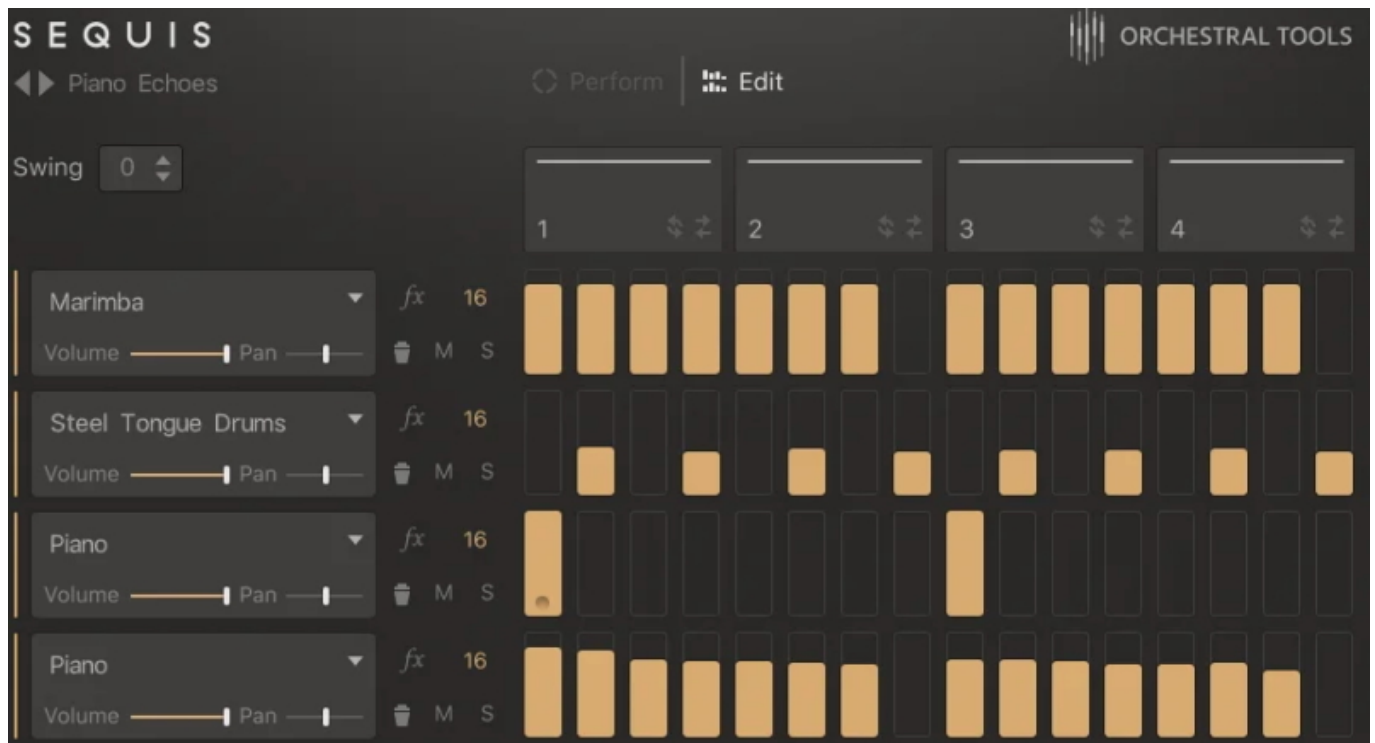 SEQUIS
ORCHESTRAL TOOLS
Piano Echoes
Perform
Edit
Swing 0
1 2 3 4
Marimba fx 16
Volume Pan M S
Steel Tongue Drums fx 16
Volume Pan M S
Piano fx 16
Volume Pan M S
Piano fx 16
Volume Pan M S